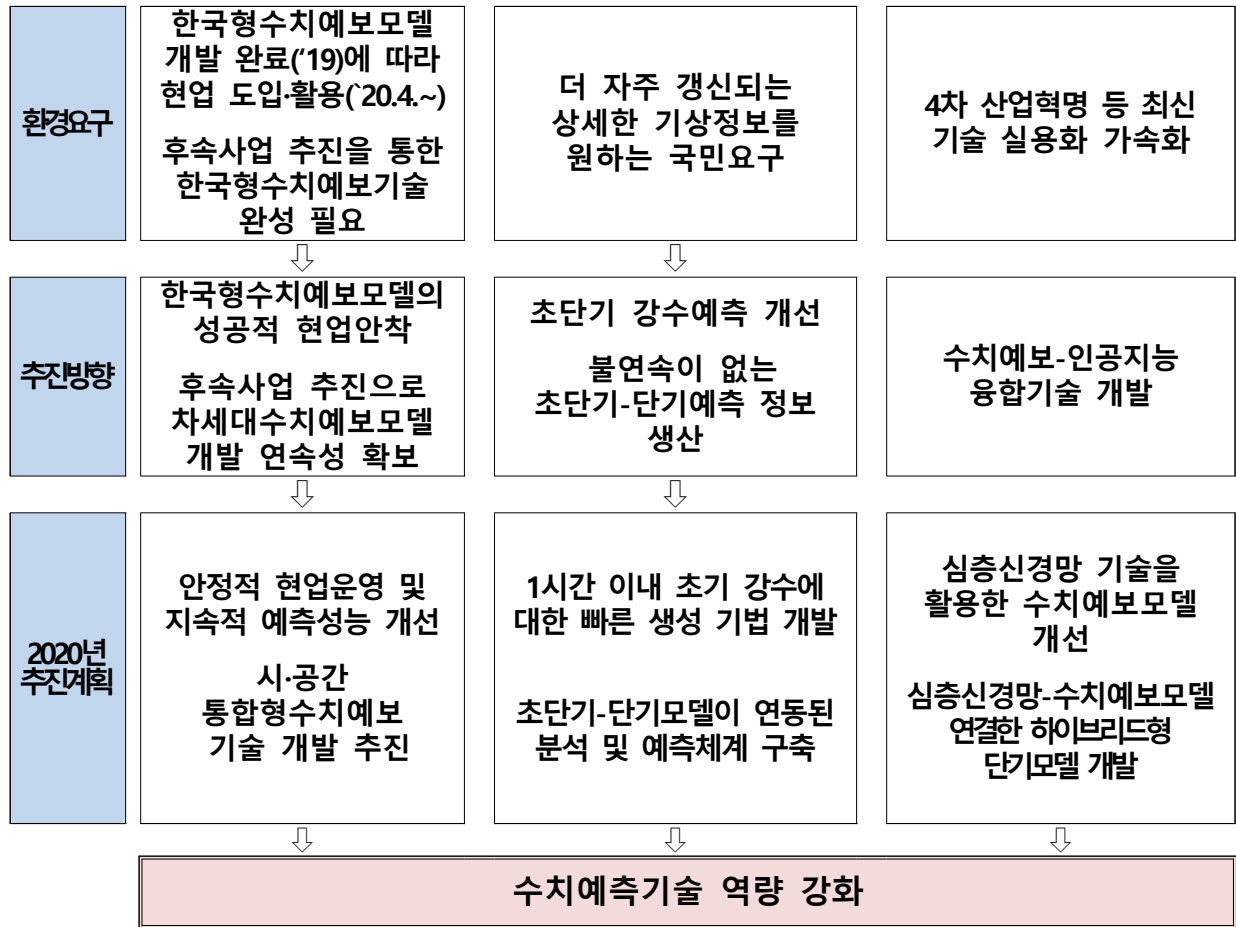 환경요구
한국형수치예보모델
개발 완료(‘19)에 따라
현업 도입·활용(`20.4.~)
후속사업 추진을 통한
한국형수치예보기술
완성 필요
더 자주 갱신되는
상세한 기상정보를
원하는 국민요구
4차 산업혁명 등 최신
기술 실용화 가속화
추진방향
한국형수치예보모델의
성공적 현업안착
후속사업 추진으로
차세대수치예보모델
개발 연속성 확보
초단기 강수예측 개선
불연속이 없는
초단기-단기예측 정보
생산
수치예보-인공지능
융합기술 개발
2020년
추진계획
안정적 현업운영 및
지속적 예측성능 개선
시·공간
통합형수치예보
기술 개발 추진
1시간 이내 초기 강수에
대한 빠른 생성 기법 개발
초단기-단기모델이 연동된
분석 및 예측체계 구축
심층신경망 기술을
활용한 수치예보모델
개선
심층신경망-수치예보모델
연결한 하이브리드형
단기모델 개발
수치예측기술 역량 강화